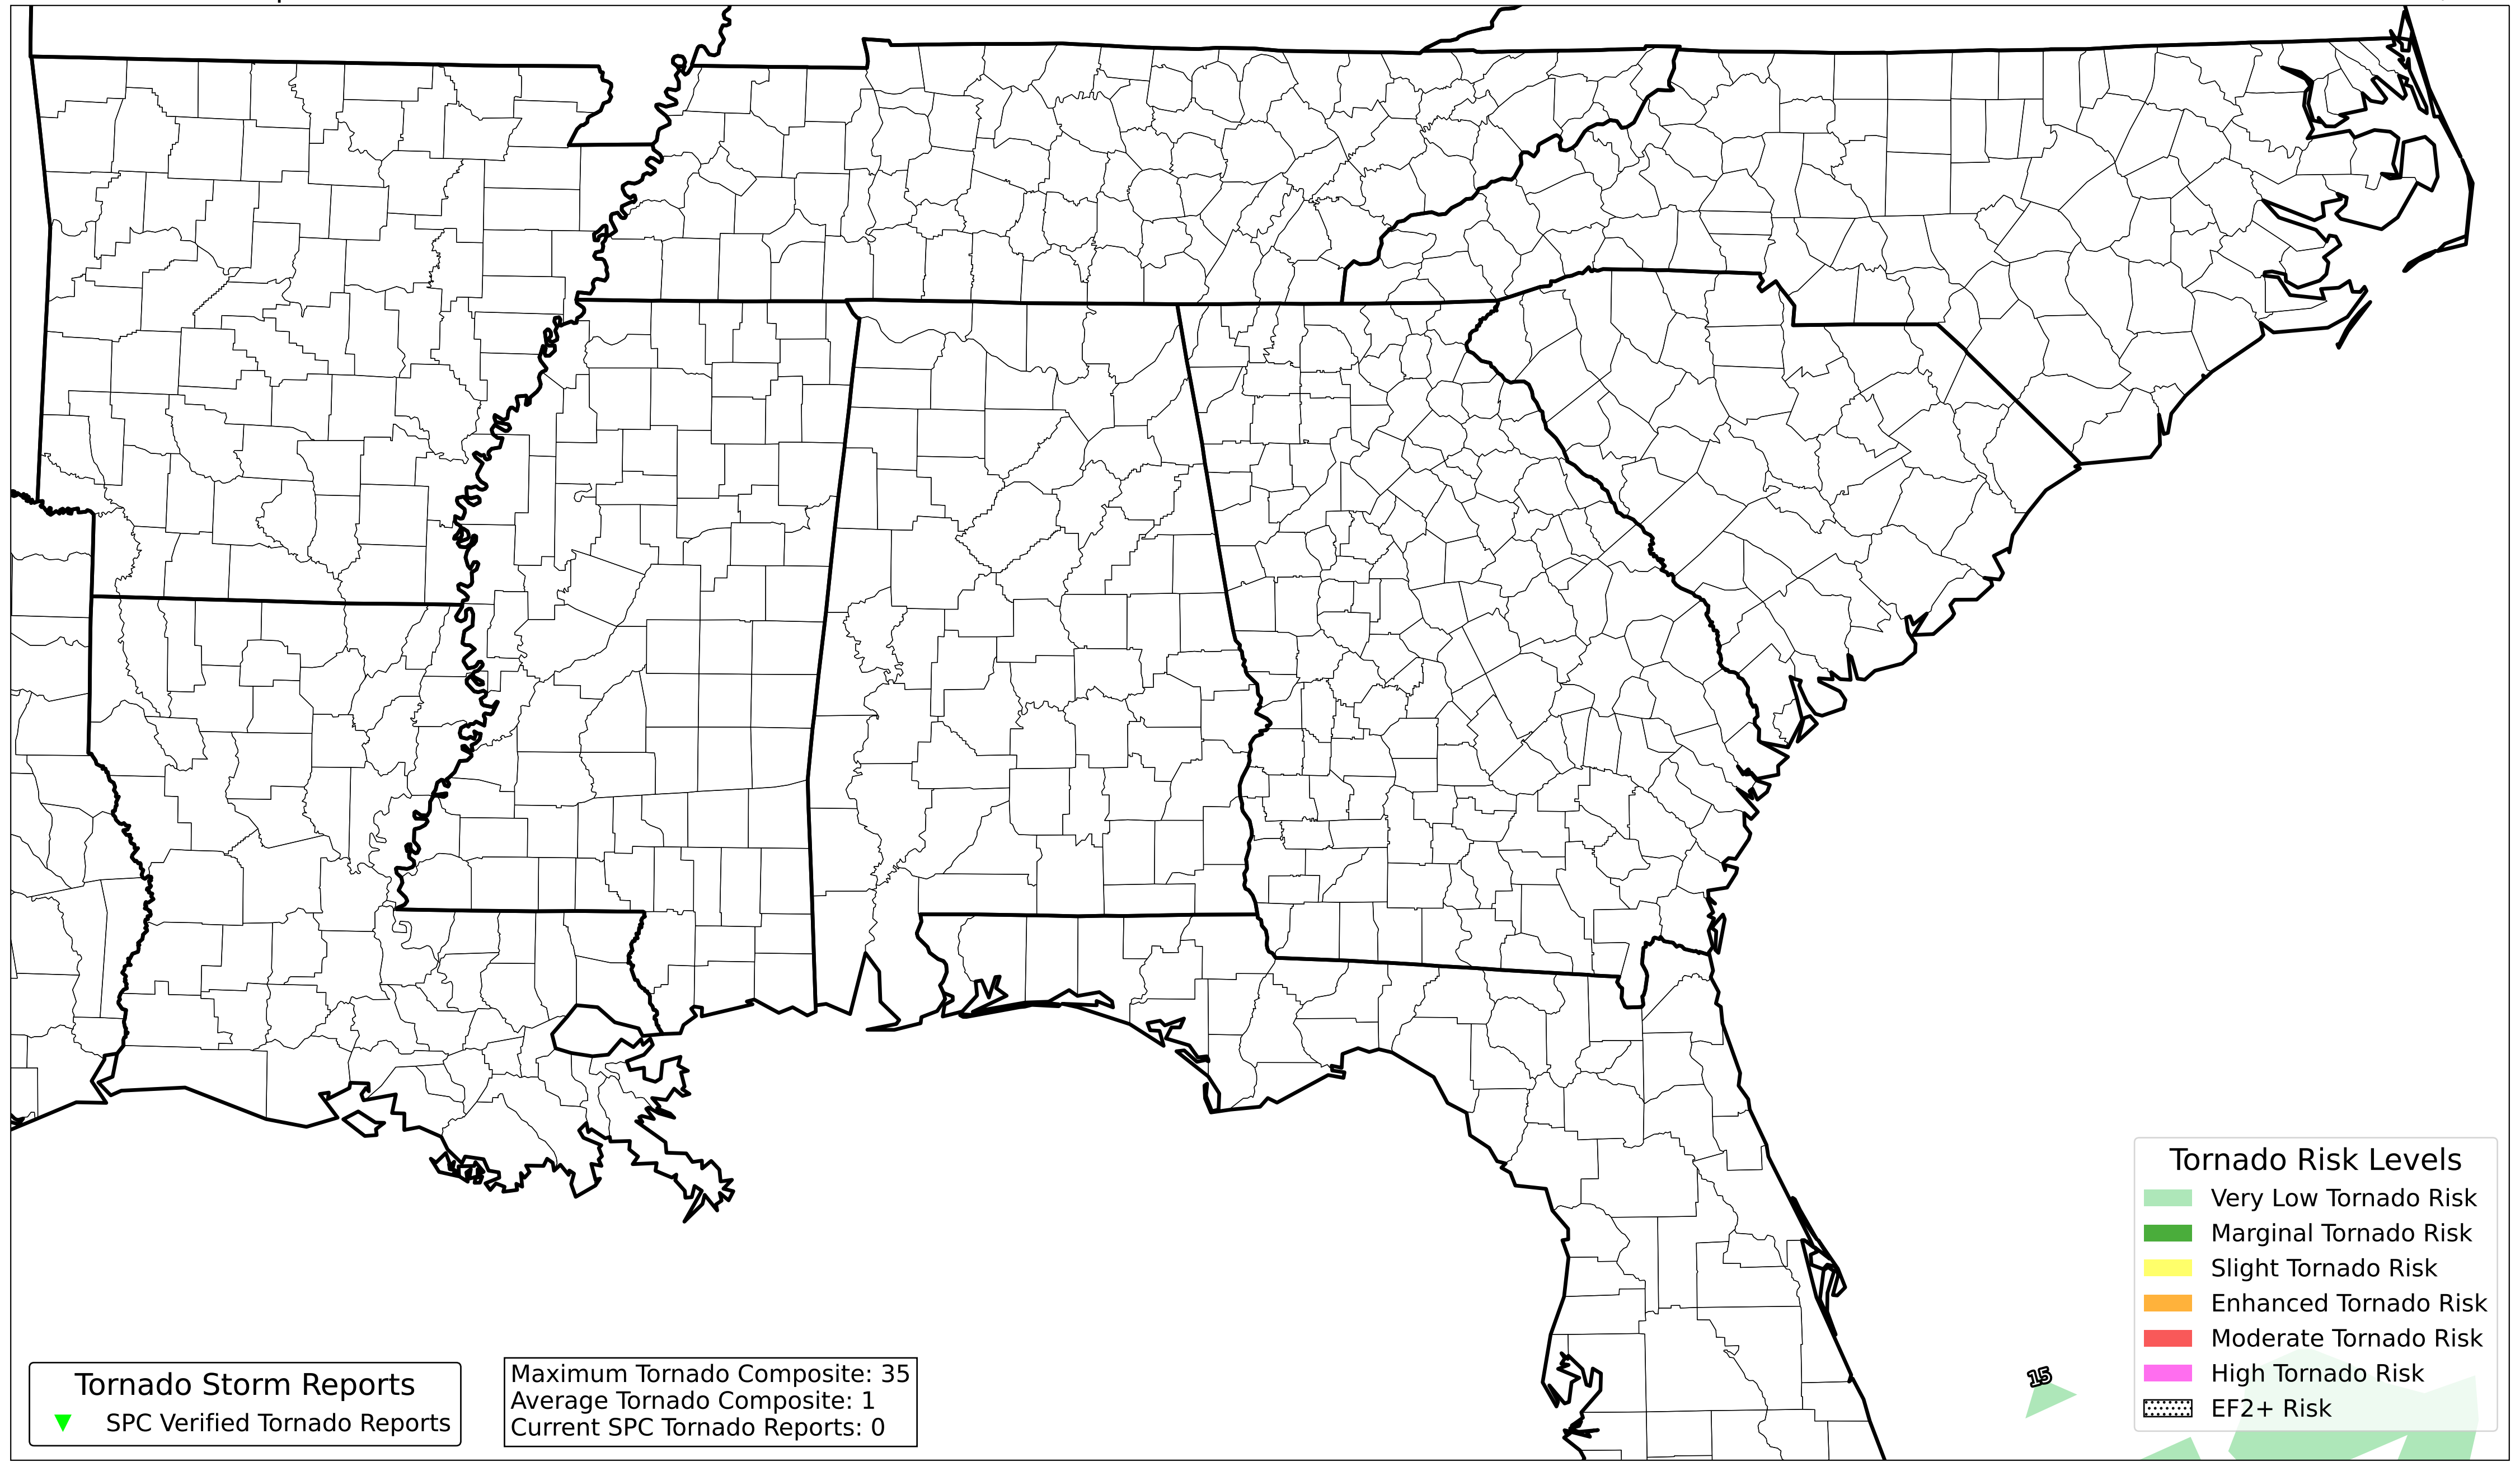 15
Tornado Risk Levels
Very Low Tornado Risk
Marginal Tornado Risk
Slight Tornado Risk
Enhanced Tornado Risk
Moderate Tornado Risk
High Tornado Risk
EF2+ Risk
Tornado Storm Reports
SPC Verified Tornado Reports
Maximum Tornado Composite: 35
Average Tornado Composite: 1
Current SPC Tornado Reports: 0